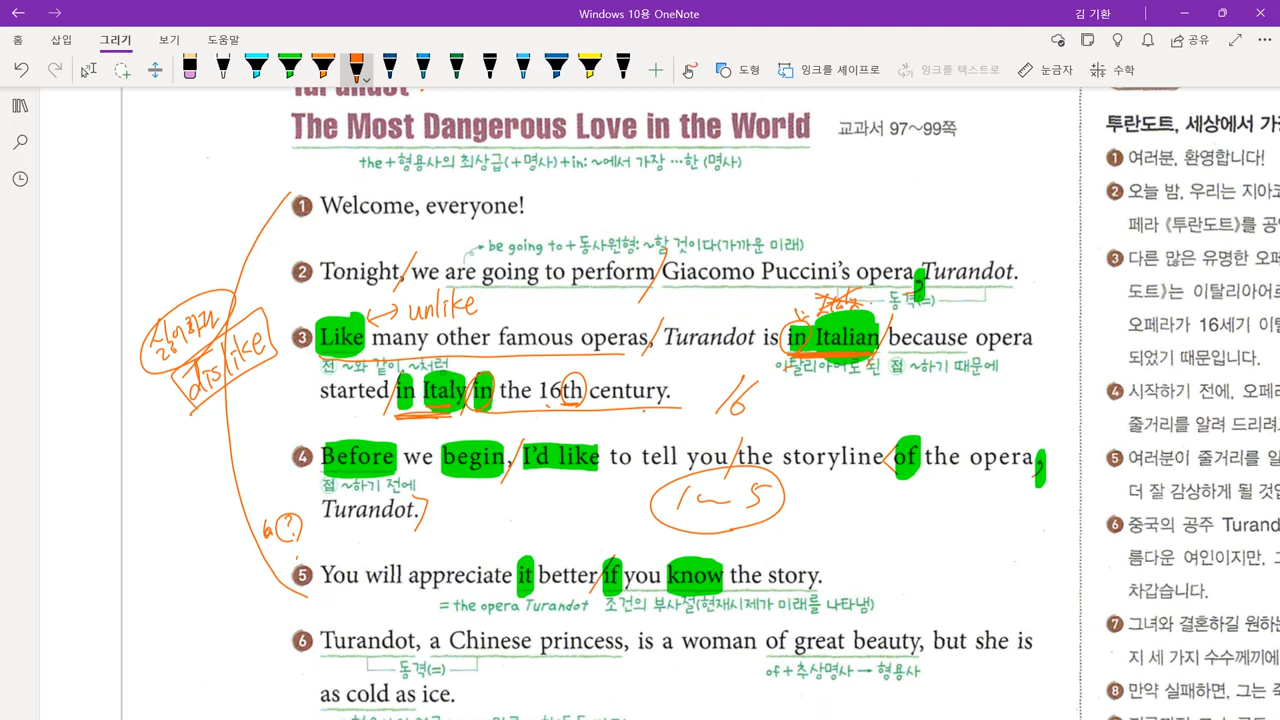 Windows 10용 OneNote
김 기환
홈 삽입 그리기 보기 도움말
공유
도형 잉크를 셰이프로 잉크를 텍스트로 눈금자 수학
The Most Dangerous Love in the World 교과서 97~99쪽
the+형용사의 최상급(+명사)+in: ~에서 가장 …한 (명사)
1 Welcome, everyone!
be going to+동사원형: ~할 것이다(가까운 미래)
2 Tonight, we are going to perform Giacomo Puccini's opera, Turandot.
동격(=)
unlike
3 Like many other famous operas, Turandot is in Italian because opera
전 ~와 같이, ~처럼 이탈리아어로 된 접 ~하기 때문에
싫어하다
dislike
started in Italy in the 16th century.
16
4 Before we begin, I'd like to tell you the storyline of the opera,
접 ~하기 전에
1~5
Turandot.
6(?)
5 You will appreciate it better if you know the story.
= the opera Turandot 조건의 부사절(현재시제가 미래를 나타냄)
6 Turandot, a Chinese princess, is a woman of great beauty, but she is
동격(=) of+추상명사 → 형용사
as cold as ice.
투란도트, 세상에서 가
1 여러분, 환영합니다!
2 오늘 밤, 우리는 지아코
페라 《투란도트》를 공
3 다른 많은 유명한 오페
도트》는 이탈리아어로
오페라가 16세기 이탈
되었기 때문입니다.
4 시작하기 전에, 오페라
줄거리를 알려 드리려
5 여러분이 줄거리를 알
더 잘 감상하게 될 것입
6 중국의 공주 Turand
름다운 여인이지만, 그
차갑습니다.
7 그녀와 결혼하길 원하는
지 세 가지 수수께끼에
8 만약 실패하면, 그는 주